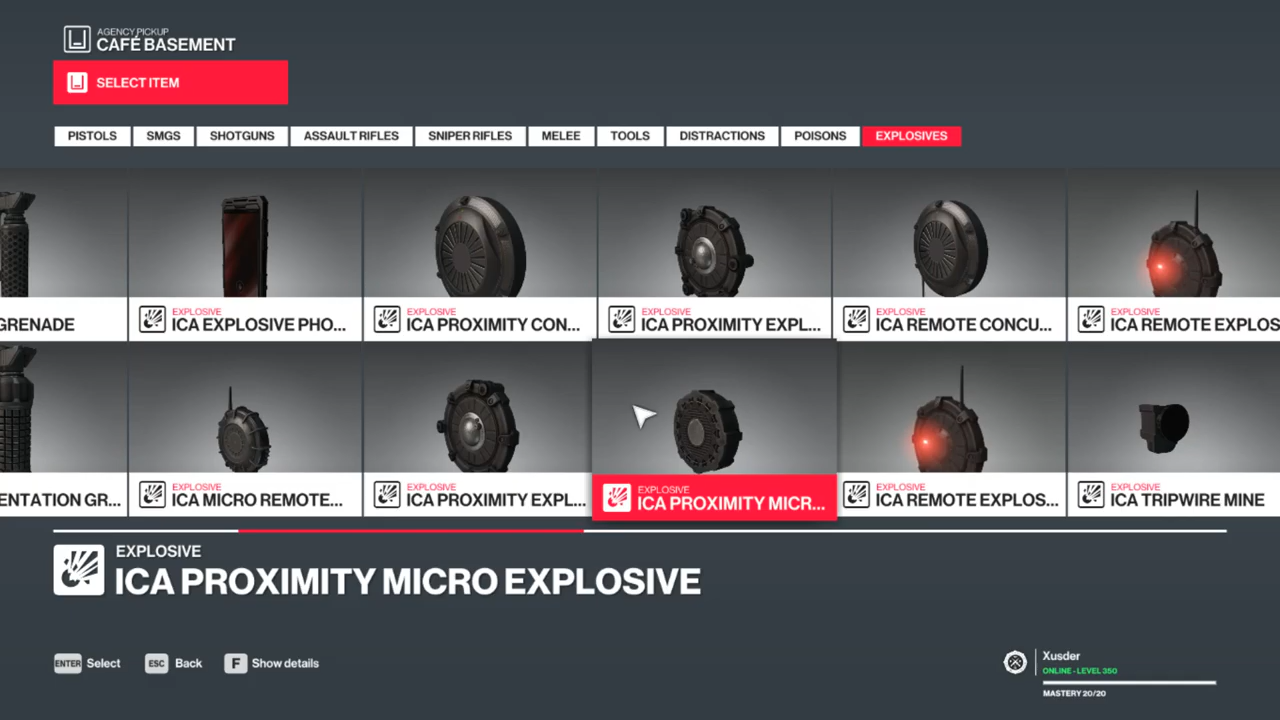 AGENCY PICKUP
CAFÉ BASEMENT
SELECT ITEM
PISTOLS SMGS SHOTGUNS ASSAULT RIFLES SNIPER RIFLES MELEE TOOLS DISTRACTIONS POISONS EXPLOSIVES
EXPLOSIVE EXPLOSIVE EXPLOSIVE EXPLOSIVE EXPLOSIVE
GRENADE ICA EXPLOSIVE PHO... ICA PROXIMITY CON... ICA PROXIMITY EXPL... ICA REMOTE CONCU... ICA REMOTE EXPLOS
EXPLOSIVE EXPLOSIVE EXPLOSIVE EXPLOSIVE EXPLOSIVE
ENTATION GR... ICA MICRO REMOTE... ICA PROXIMITY EXPL... ICA PROXIMITY MICR... ICA REMOTE EXPLOS... ICA TRIPWIRE MINE
EXPLOSIVE
ICA PROXIMITY MICRO EXPLOSIVE
ENTER Select ESC Back F Show details
Xusder
ONLINE - LEVEL 350
MASTERY 20/20